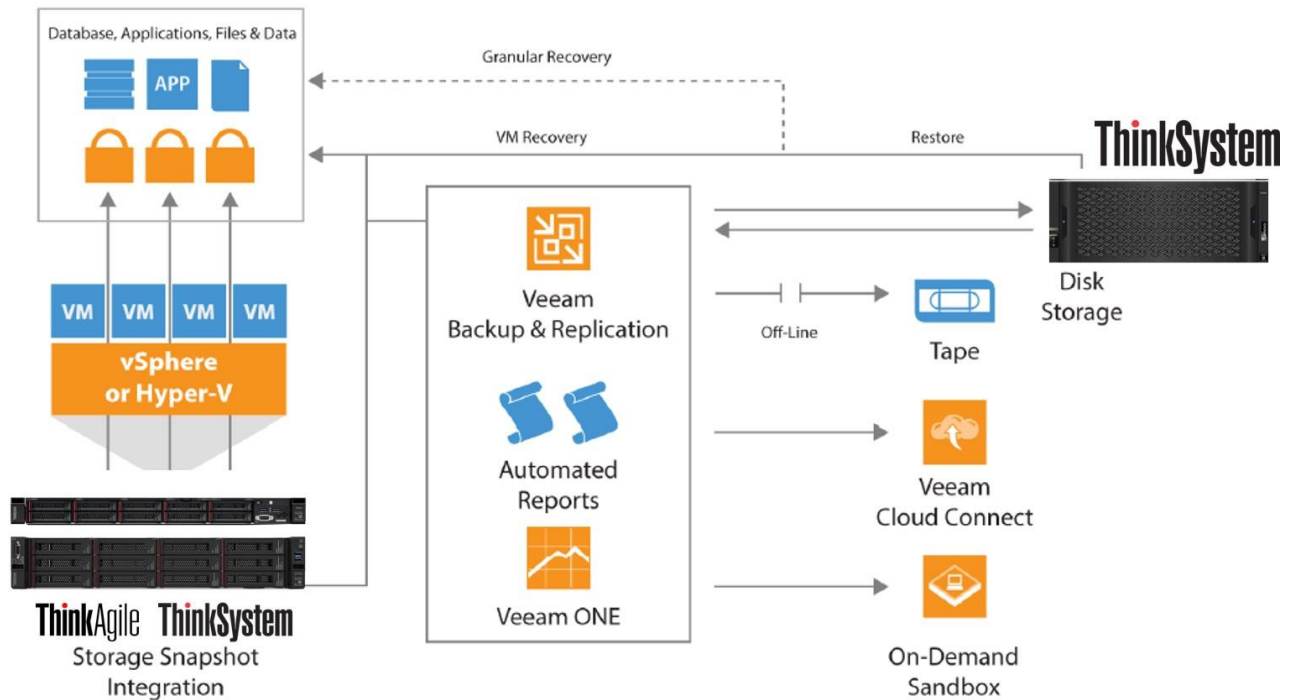 Database, Applications, Files & Data
APP
Granular Recovery
VM Recovery
Restore
ThinkSystem
Disk
Storage
VM
VM
VM
VM
vSphere
or Hyper-V
Veeam
Backup & Replication
Off-Line
Tape
Automated
Reports
Veeam
Cloud Connect
Veeam ONE
On-Demand
Sandbox
ThinkAgile ThinkSystem
Storage Snapshot
Integration